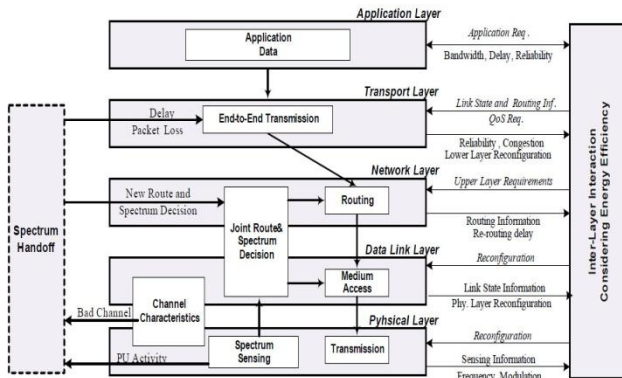 Application Layer
Application
Data
Application Req.
Bandwidth, Delay, Reliability
Transport Layer
Delay
Packet Loss
End-to-End Transmission
Link State and Routing Inf.
QoS Req.
Reliability , Congestion
Lower Layer Reconfiguration
Network Layer
New Route and
Spectrum Decision
Joint Route&
Spectrum
Decision
Routing
Upper Layer Requirements
Routing Information
Re-routing delay
Spectrum
Handoff
Data Link Layer
Medium
Access
Reconfiguration
Link State Information
Phy. Layer Reconfiguration
Channel
Characteristics
Bad Channel
Pyhsical Layer
PU Activity
Spectrum
Sensing
Transmission
Reconfiguration
Sensing Information
Frequency, Modulation
Inter-Layer Interaction
Considering Energy Efficiency